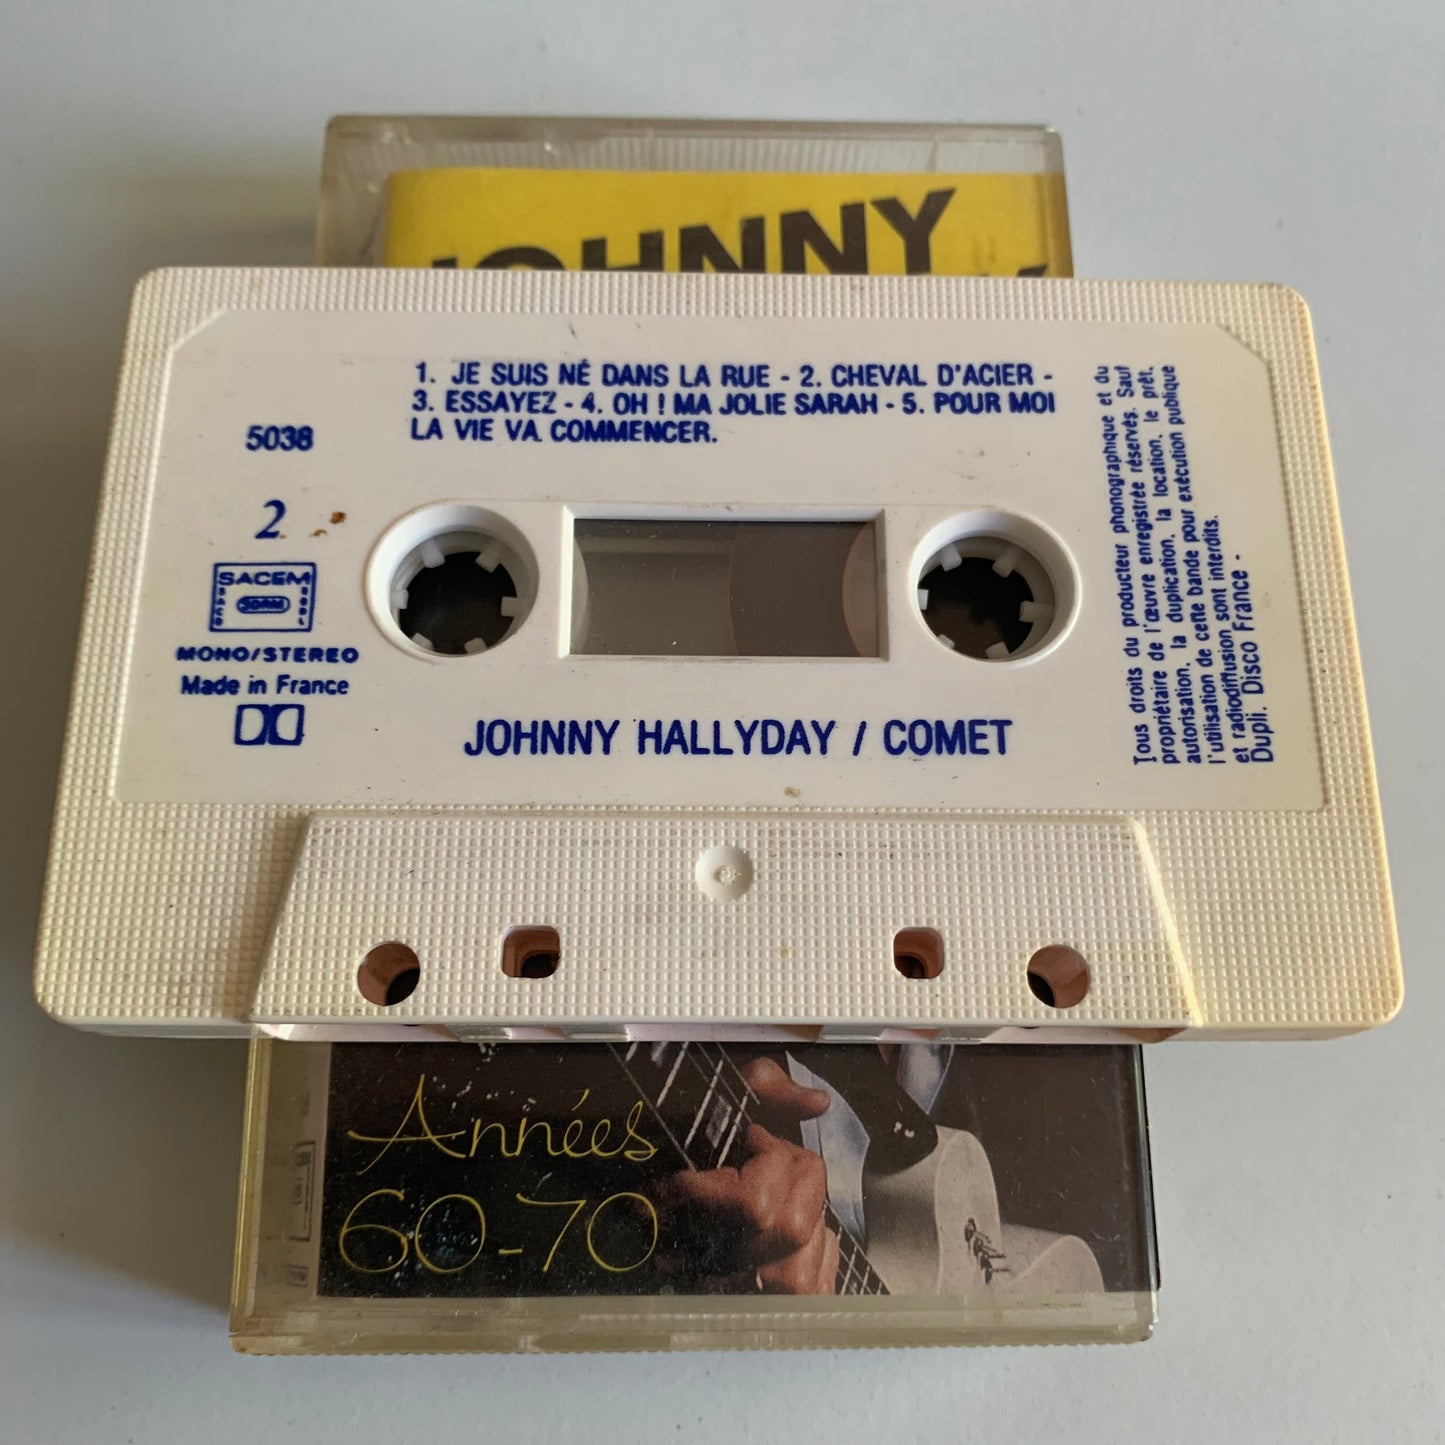 JOHNNY
1. JE SUIS NÉ DANS LA RUE - 2. CHEVAL D'ACIER -
3. ESSAYEZ - 4. OH ! MA JOLIE SARAH - 5. POUR MOI
LA VIE VA COMMENCER.
5038
2
SACEM
SDRM
MONO/STEREO
Made in France
JOHNNY HALLYDAY / COMET
Tous droits du producteur phonographique et du
propriétaire de l'œuvre enregistrée réservés. Sauf
autorisation, la duplication, la location, le prêt,
l'utilisation de cette bande pour exécution publique
et radiodiffusion sont interdits.
Dupli. Disco France -
Années
60-70